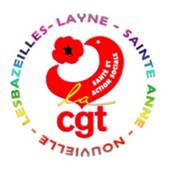 LESBAZEILLES-LAYNE - SAINTE ANNE - NOUVIELLE -
SANTÉ ET
ACTION SOCIALE
la
cgt